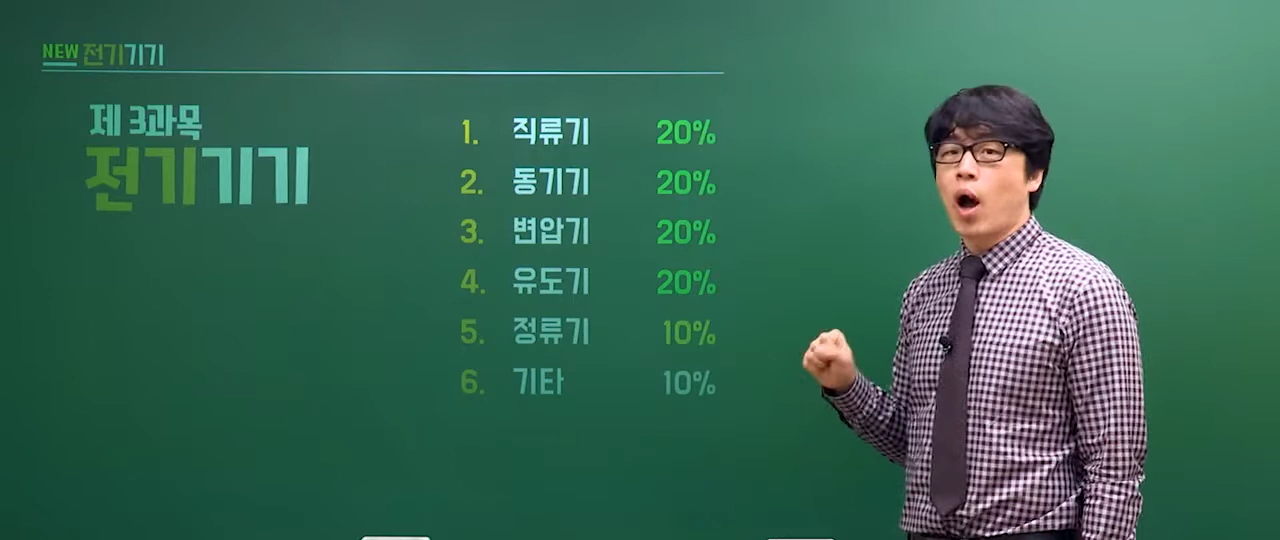 NEW 전기기기
제 3과목
전기기기
1. 직류기 20%
2. 동기기 20%
3. 변압기 20%
4. 유도기 20%
5. 정류기 10%
6. 기타 10%